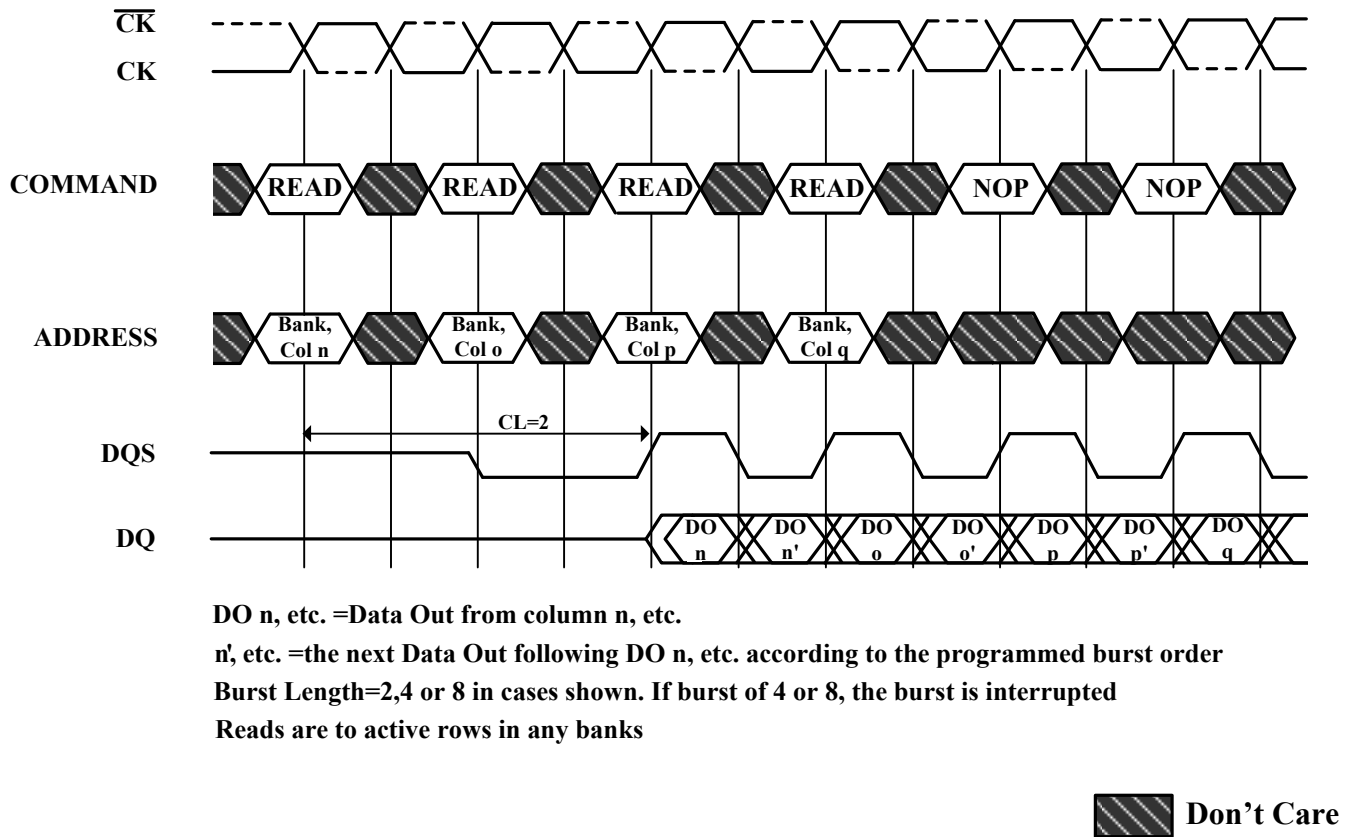 CK
CK
COMMAND READ READ READ READ NOP NOP
ADDRESS Bank, Col n Bank, Col o Bank, Col p Bank, Col q
CL=2
DQS
DQ DO n DO n' DO o DO o' DO p DO p' DO q
DO n, etc. =Data Out from column n, etc.
n', etc. =the next Data Out following DO n, etc. according to the programmed burst order
Burst Length=2,4 or 8 in cases shown. If burst of 4 or 8, the burst is interrupted
Reads are to active rows in any banks
Don't Care